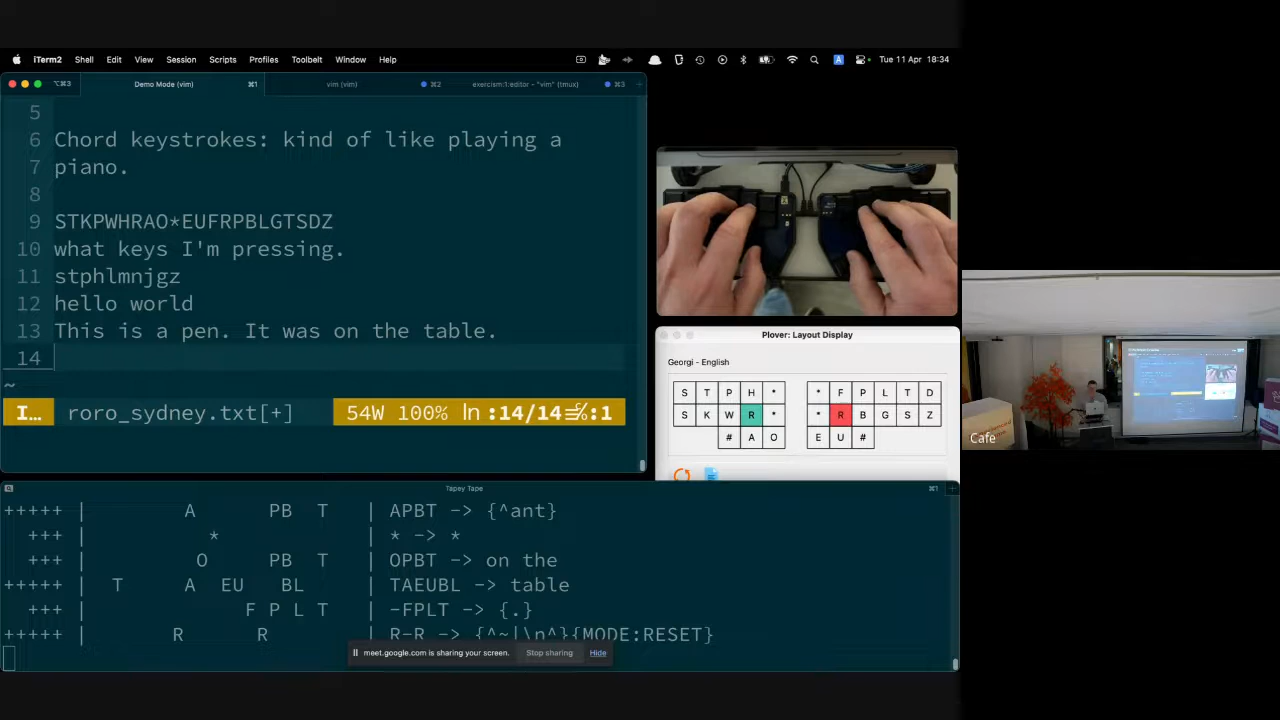 iTerm2 Shell Edit View Session Scripts Profiles Toolbelt Window Help
A Tue 11 Apr 18:34
⌥⌘3 Demo Mode (vim) ⌘1 vim (vim) ⌘2 exercism:1:editor - "vim" (tmux) ⌘3
5
6 Chord keystrokes: kind of like playing a
7 piano.
8
9 STKPWHRAO*EUFRPBLGTSDZ
10 what keys I'm pressing.
11 stphlmnjgz
12 hello world
13 This is a pen. It was on the table.
14
~
I… roro_sydney.txt[+] 54W 100% ln :14/14≡%:1
Plover: Layout Display
Georgi - English
S T P H * * F P L T D
S K W R * * R B G S Z
# A O E U #
Cafe
Tapey Tape ⌘1
+++++ | A PB T | APBT -> {^ant}
+++ | * | * -> *
+++ | O PB T | OPBT -> on the
+++++ | T A EU BL | TAEUBL -> table
+++ | F P L T | -FPLT -> {.}
+++++ | R R | R-R -> {^~|\n^}{MODE:RESET}
meet.google.com is sharing your screen. Stop sharing Hide